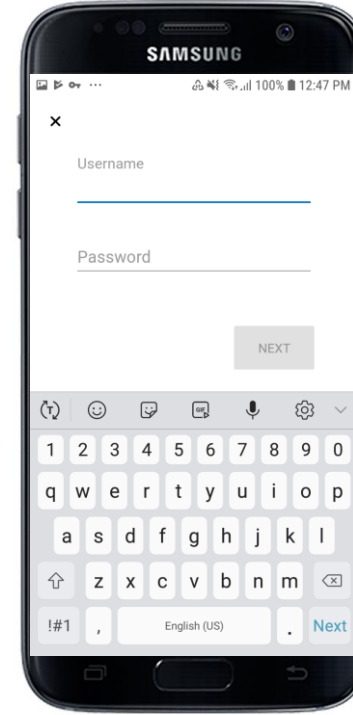 SAMSUNG
100% 12:47 PM
Username
Password
NEXT
GIF
1 2 3 4 5 6 7 8 9 0
q w e r t y u i o p
a s d f g h j k l
z x c v b n m
!#1 , English (US) . Next